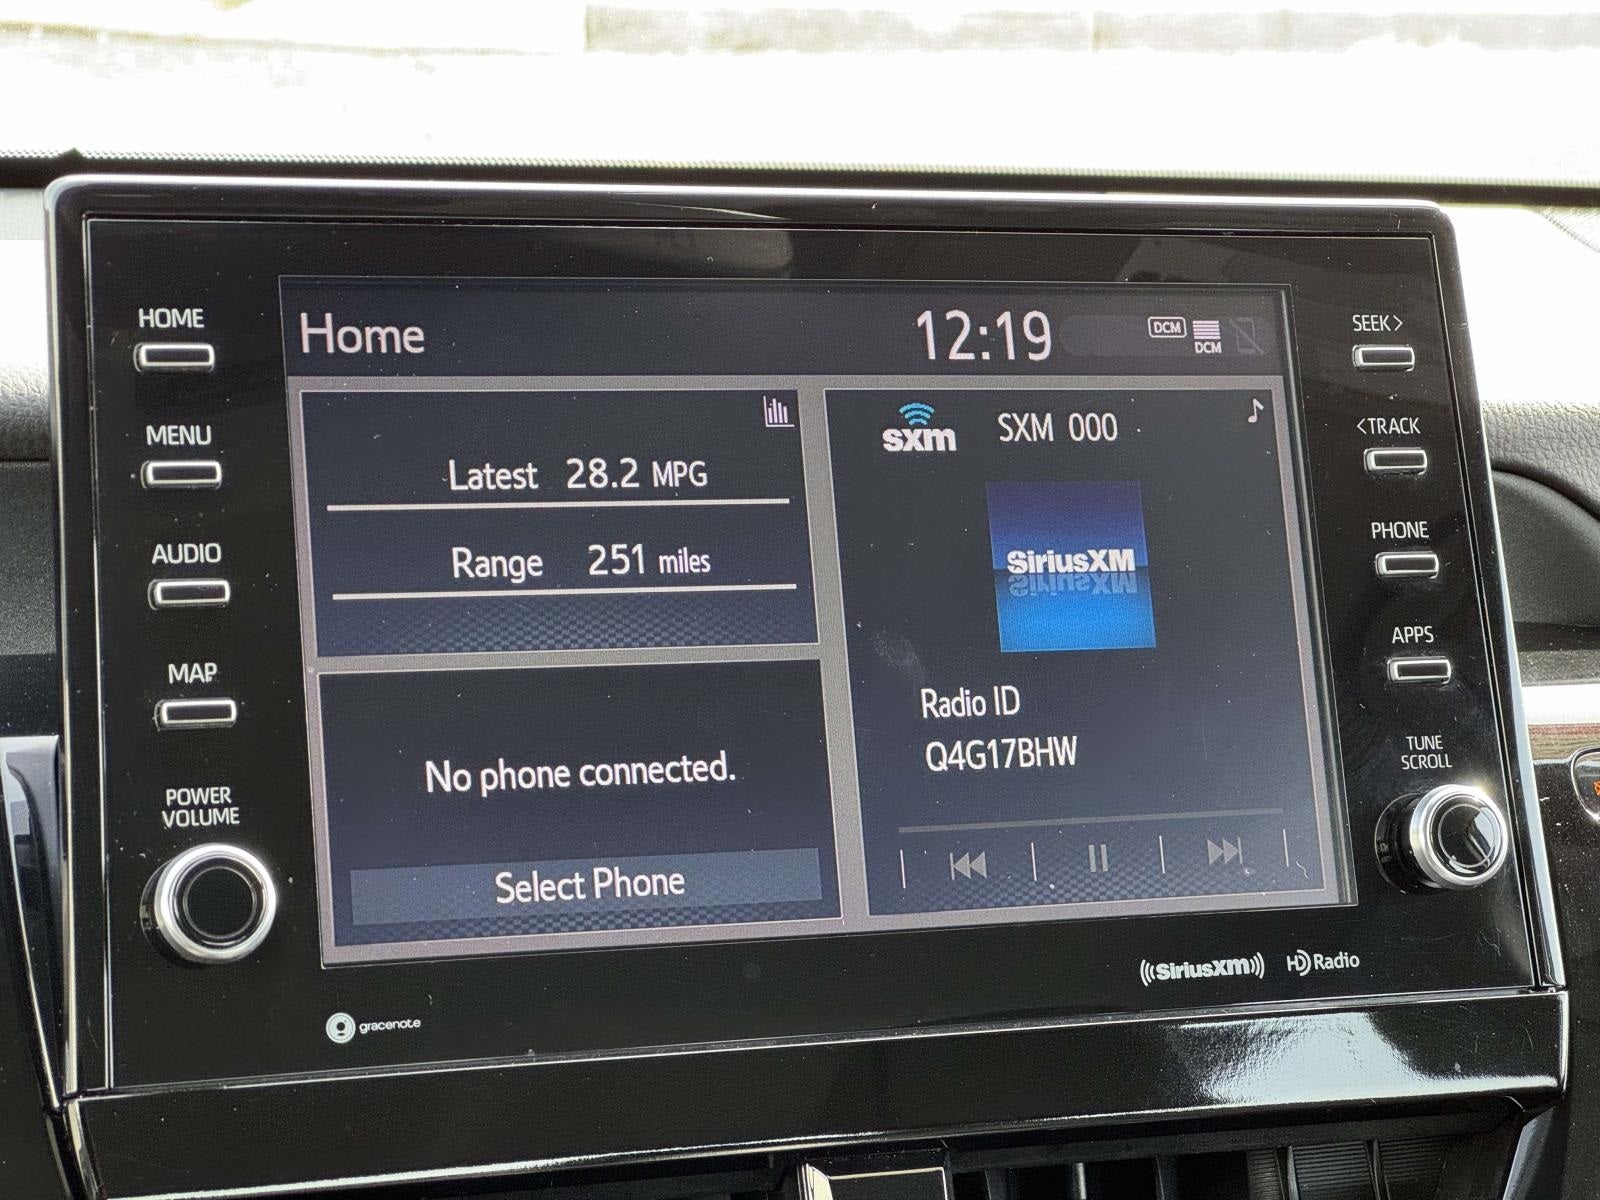 HOME
MENU
AUDIO
MAP
POWER
VOLUME
Home
12:19
DCM
DCM
Latest 28.2 MPG
Range 251 miles
No phone connected.
Select Phone
sxm
SXM 000
SiriusXM
Radio ID
Q4G17BHW
SEEK>
<TRACK
PHONE
APPS
TUNE
SCROLL
SiriusXM
HD Radio
gracenote